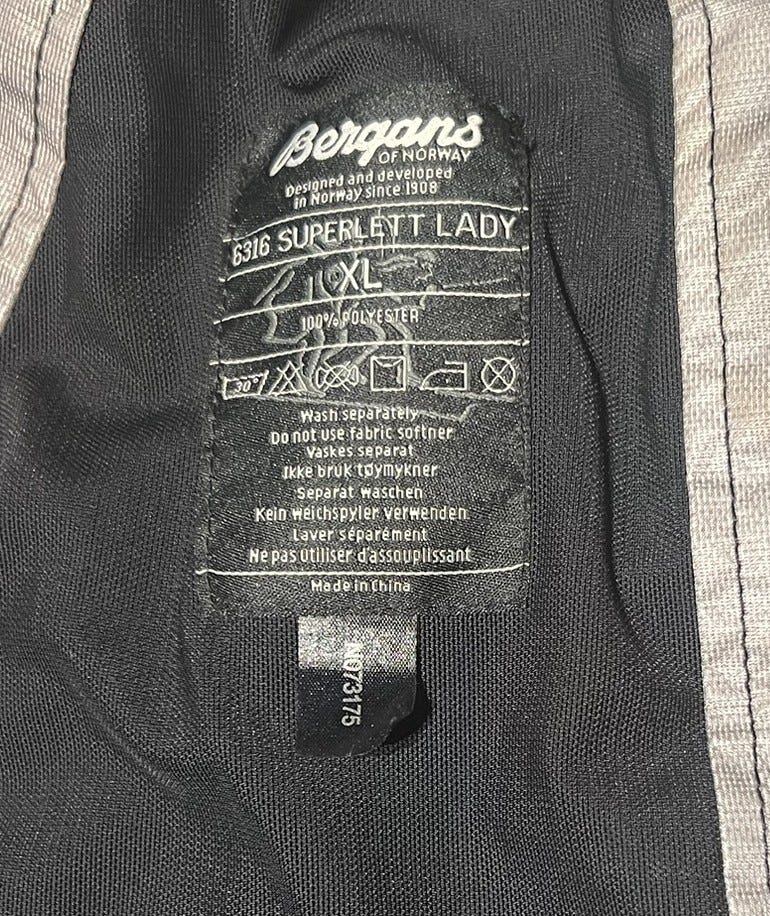 Bergans
OF NORWAY
Designed and developed
in Norway since 1908
6316 SUPERLETT LADY
XL
100% POLYESTER
30°
Wash separately
Do not use fabric softner
Vaskes separat
Ikke bruk tøymykner
Separat waschen
Kein weichspyler verwenden
Laver séparément
Ne pas utiliser d'assouplissant
Made in China
N073175